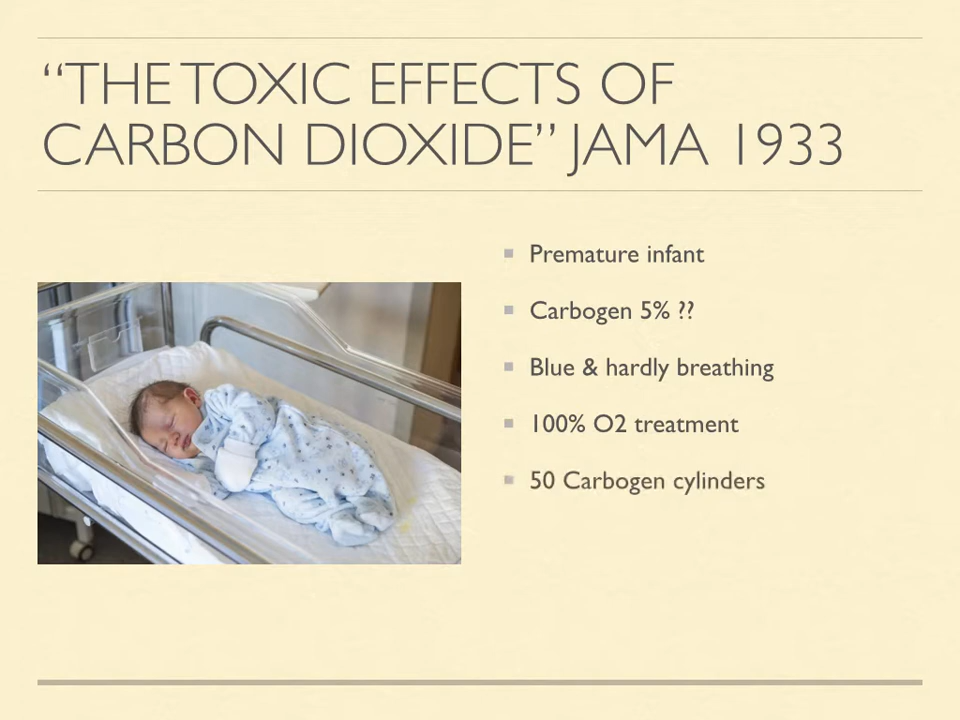 “THE TOXIC EFFECTS OF
CARBON DIOXIDE” JAMA 1933
Premature infant
Carbogen 5% ??
Blue & hardly breathing
100% O2 treatment
50 Carbogen cylinders